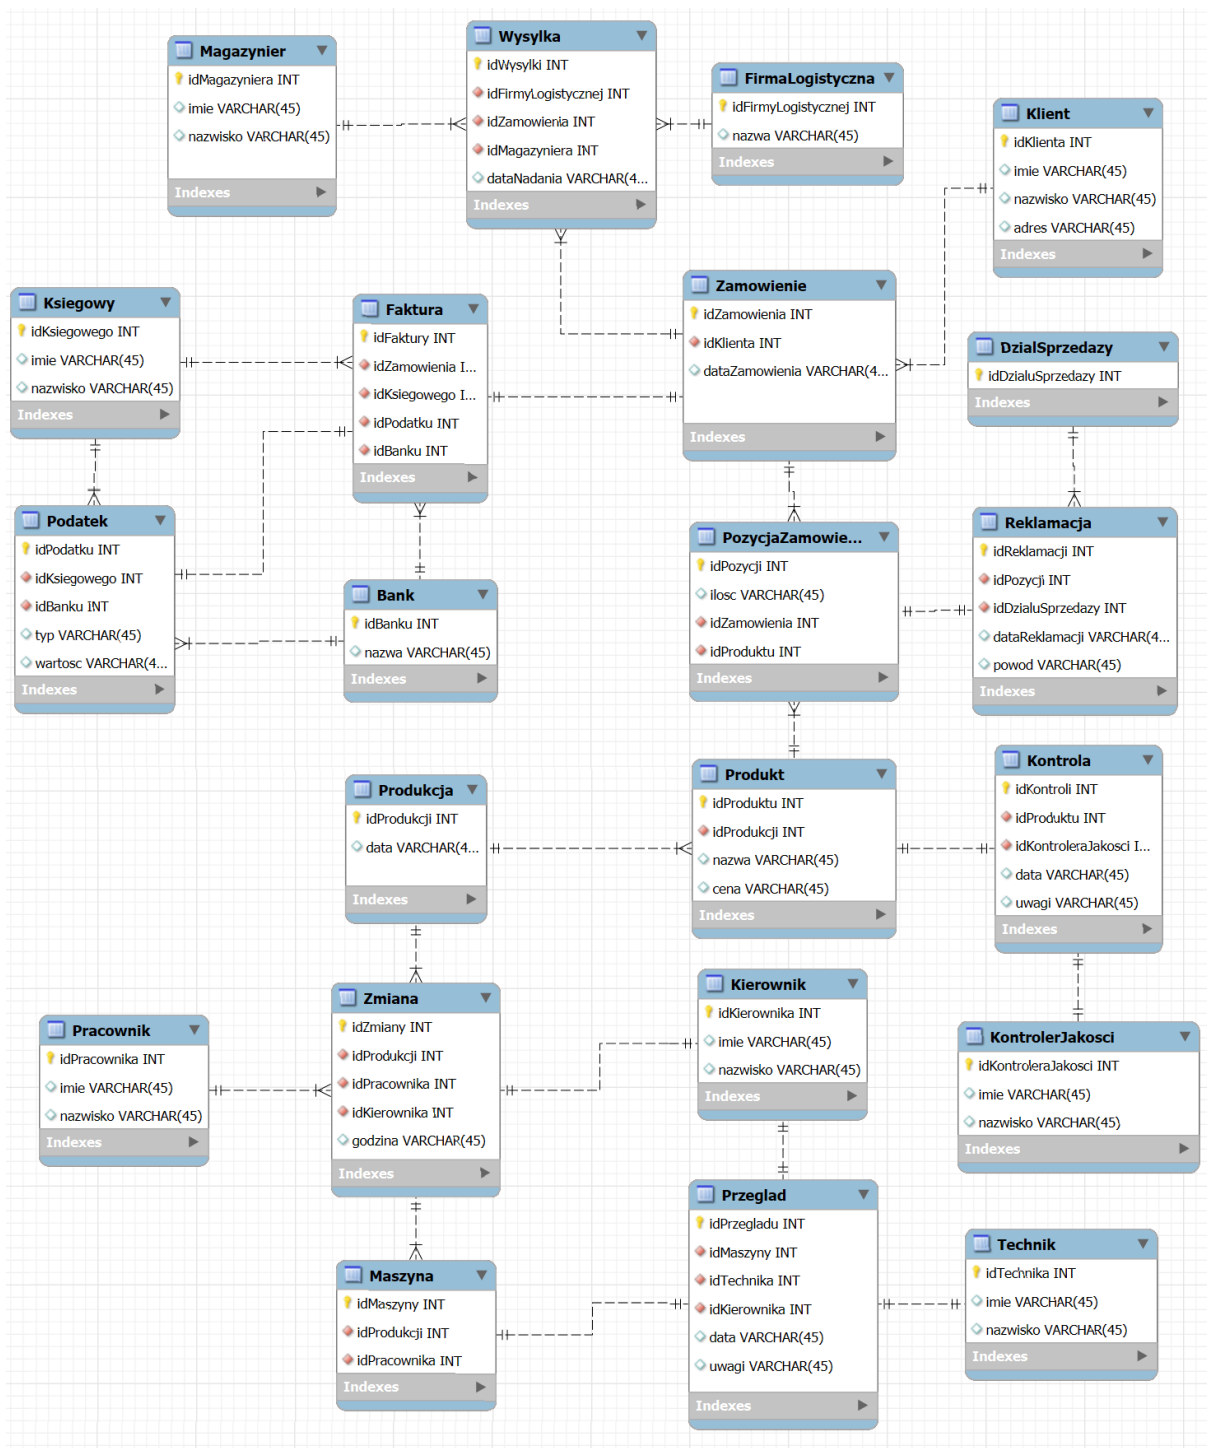 Magazynier
idMagazyniera INT
imie VARCHAR(45)
nazwisko VARCHAR(45)
Indexes
Wysylka
idWysylki INT
idFirmyLogistycznej INT
idZamowienia INT
idMagazyniera INT
dataNadania VARCHAR(4...
Indexes
FirmaLogistyczna
idFirmyLogistycznej INT
nazwa VARCHAR(45)
Indexes
Klient
idKlienta INT
imie VARCHAR(45)
nazwisko VARCHAR(45)
adres VARCHAR(45)
Indexes
Ksiegowy
idKsiegowego INT
imie VARCHAR(45)
nazwisko VARCHAR(45)
Indexes
Faktura
idFaktury INT
idZamowienia I...
idKsiegowego I...
idPodatku INT
idBanku INT
Indexes
Zamowienie
idZamowienia INT
idKlienta INT
dataZamowienia VARCHAR(4...
Indexes
DzialSprzedazy
idDzialuSprzedazy INT
Indexes
Podatek
idPodatku INT
idKsiegowego INT
idBanku INT
typ VARCHAR(45)
wartosc VARCHAR(4...
Indexes
Bank
idBanku INT
nazwa VARCHAR(45)
Indexes
PozycjaZamowie...
idPozycji INT
ilosc VARCHAR(45)
idZamowienia INT
idProduktu INT
Indexes
Reklamacja
idReklamacji INT
idPozycji INT
idDzialuSprzedazy INT
dataReklamacji VARCHAR(4...
powod VARCHAR(45)
Indexes
Produkcja
idProdukcji INT
data VARCHAR(4...
Indexes
Produkt
idProduktu INT
idProdukcji INT
nazwa VARCHAR(45)
cena VARCHAR(45)
Indexes
Kontrola
idKontroli INT
idProduktu INT
idKontroleraJakosci I...
data VARCHAR(45)
uwagi VARCHAR(45)
Indexes
Pracownik
idPracownika INT
imie VARCHAR(45)
nazwisko VARCHAR(45)
Indexes
Zmiana
idZmiany INT
idProdukcji INT
idPracownika INT
idKierownika INT
godzina VARCHAR(45)
Indexes
Kierownik
idKierownika INT
imie VARCHAR(45)
nazwisko VARCHAR(45)
Indexes
KontrolerJakosci
idKontroleraJakosci INT
imie VARCHAR(45)
nazwisko VARCHAR(45)
Indexes
Maszyna
idMaszyny INT
idProdukcji INT
idPracownika INT
Indexes
Przeglad
idPrzegladu INT
idMaszyny INT
idTechnika INT
idKierownika INT
data VARCHAR(45)
uwagi VARCHAR(45)
Indexes
Technik
idTechnika INT
imie VARCHAR(45)
nazwisko VARCHAR(45)
Indexes